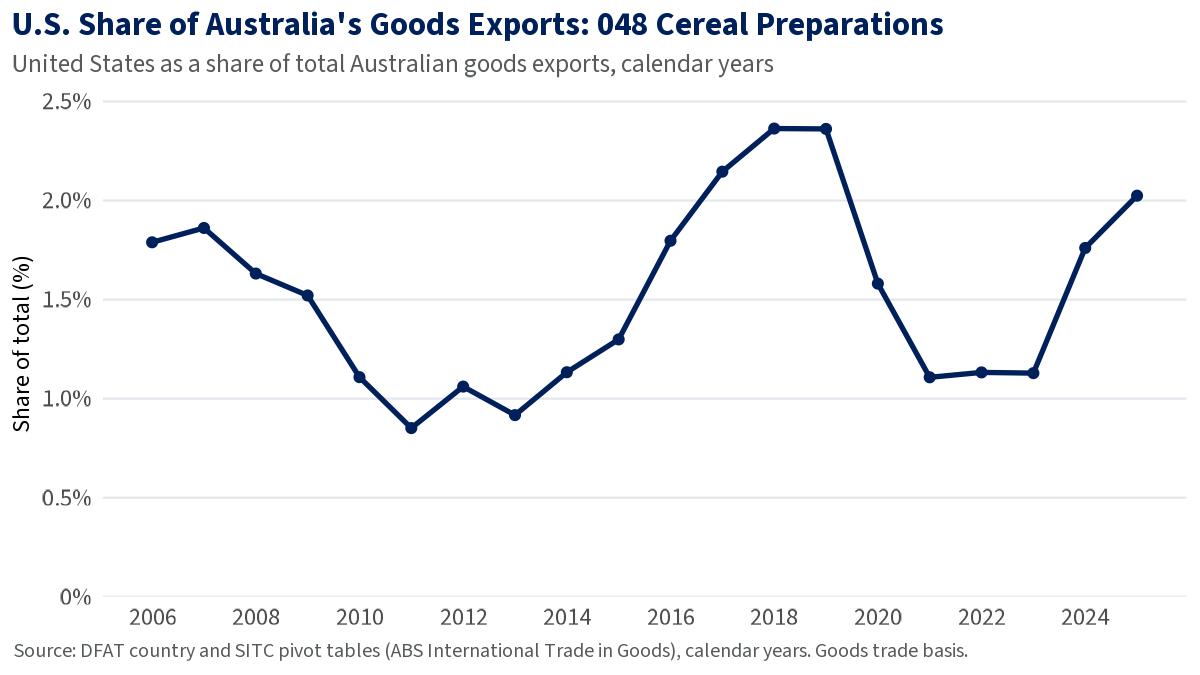 U.S. Share of Australia's Goods Exports: 048 Cereal Preparations
United States as a share of total Australian goods exports, calendar years
Share of total (%)
2.5%
2.0%
1.5%
1.0%
0.5%
0%
2006 2008 2010 2012 2014 2016 2018 2020 2022 2024
Source: DFAT country and SITC pivot tables (ABS International Trade in Goods), calendar years. Goods trade basis.